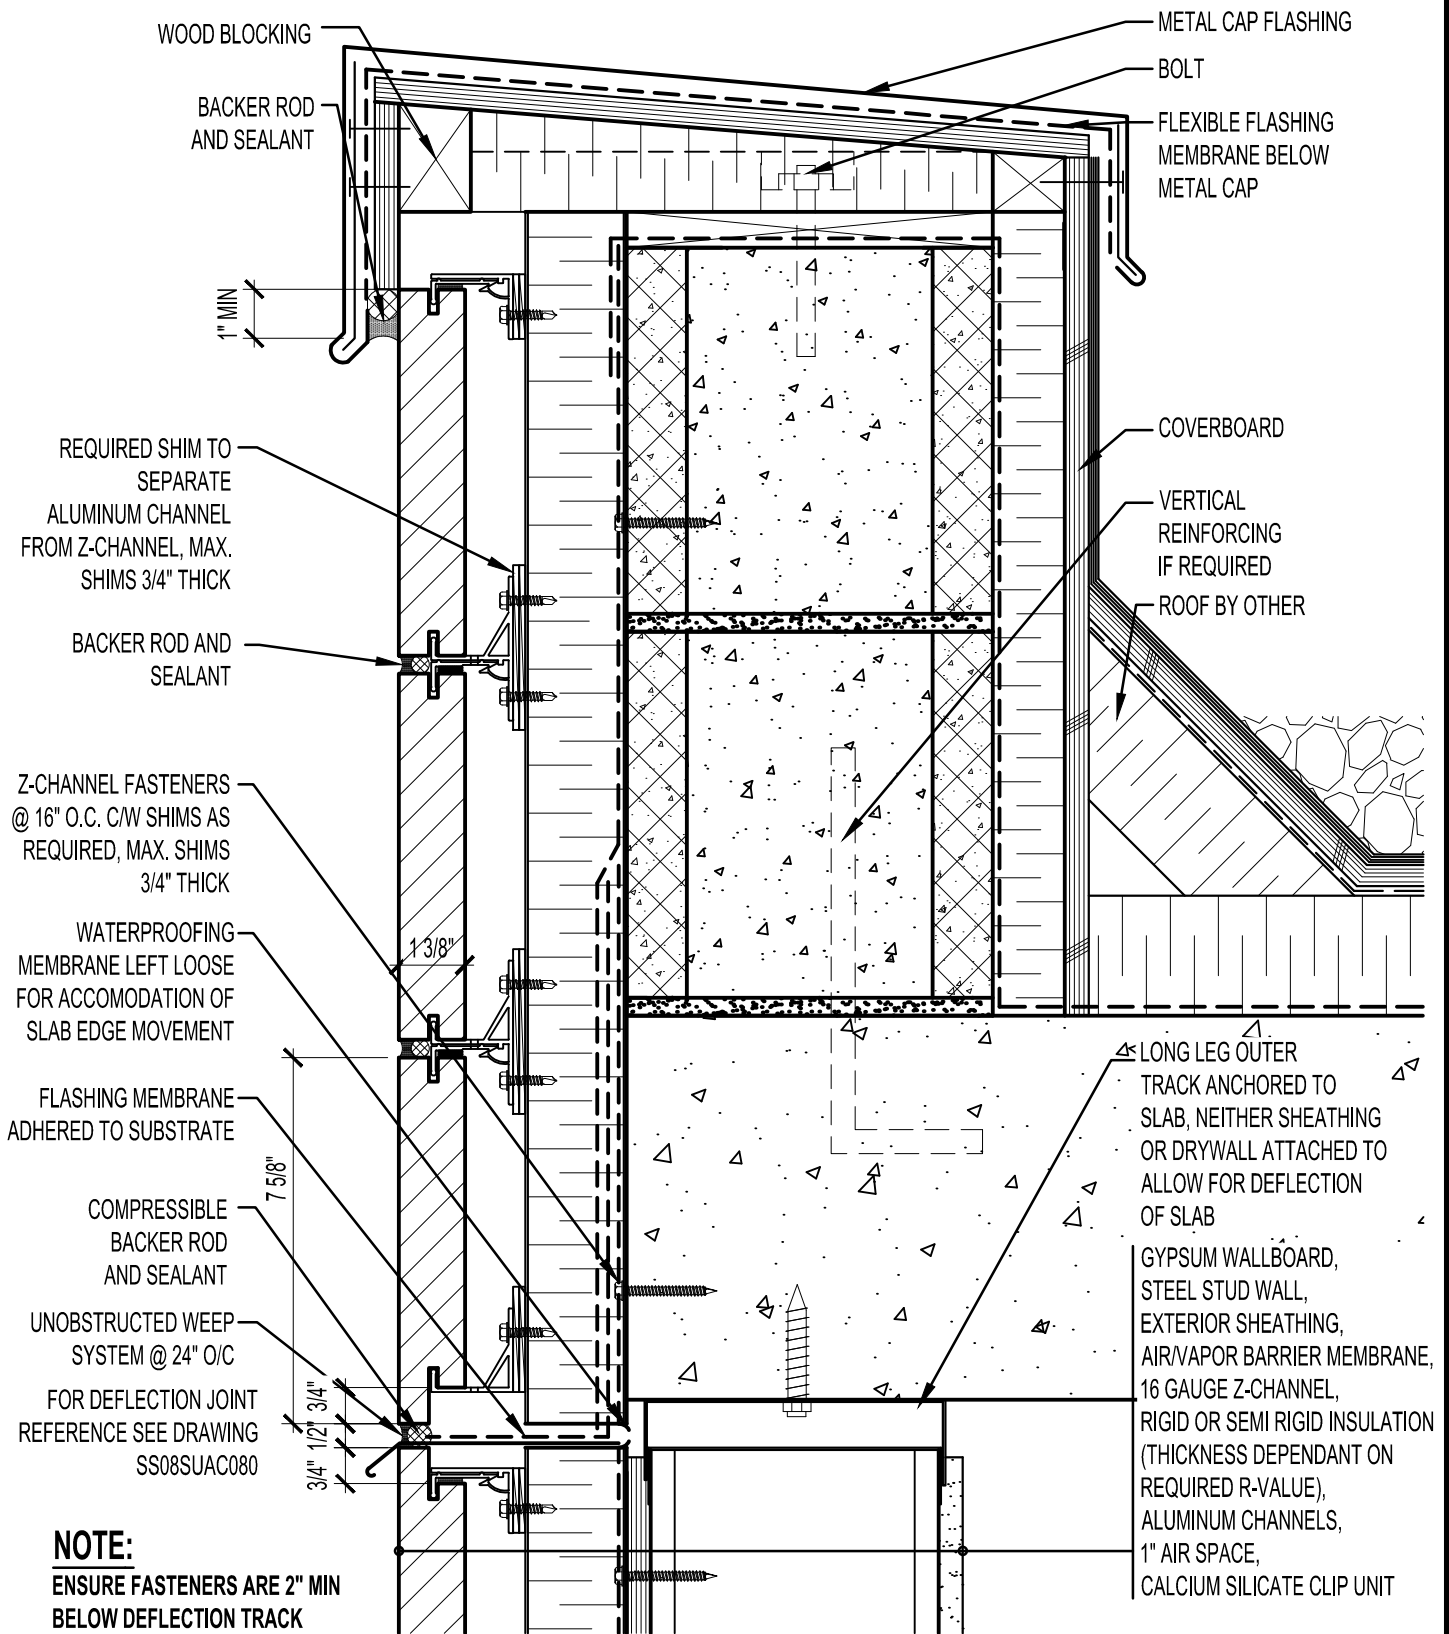 WOOD BLOCKING
BACKER ROD
AND SEALANT
1" MIN
REQUIRED SHIM TO
SEPARATE
ALUMINUM CHANNEL
FROM Z-CHANNEL, MAX.
SHIMS 3/4" THICK
BACKER ROD AND
SEALANT
Z-CHANNEL FASTENERS
@ 16" O.C. C/W SHIMS AS
REQUIRED, MAX. SHIMS
3/4" THICK
WATERPROOFING
MEMBRANE LEFT LOOSE
FOR ACCOMODATION OF
SLAB EDGE MOVEMENT
1 3/8"
FLASHING MEMBRANE
ADHERED TO SUBSTRATE
7 5/8"
COMPRESSIBLE
BACKER ROD
AND SEALANT
UNOBSTRUCTED WEEP
SYSTEM @ 24" O/C
FOR DEFLECTION JOINT
REFERENCE SEE DRAWING
SS08SUAC080
3/4"
1/2"
3/4"
NOTE:
ENSURE FASTENERS ARE 2" MIN
BELOW DEFLECTION TRACK
METAL CAP FLASHING
BOLT
FLEXIBLE FLASHING
MEMBRANE BELOW
METAL CAP
COVERBOARD
VERTICAL
REINFORCING
IF REQUIRED
ROOF BY OTHER
LONG LEG OUTER
TRACK ANCHORED TO
SLAB, NEITHER SHEATHING
OR DRYWALL ATTACHED TO
ALLOW FOR DEFLECTION
OF SLAB
GYPSUM WALLBOARD,
STEEL STUD WALL,
EXTERIOR SHEATHING,
AIR/VAPOR BARRIER MEMBRANE,
16 GAUGE Z-CHANNEL,
RIGID OR SEMI RIGID INSULATION
(THICKNESS DEPENDANT ON
REQUIRED R-VALUE),
ALUMINUM CHANNELS,
1" AIR SPACE,
CALCIUM SILICATE CLIP UNIT